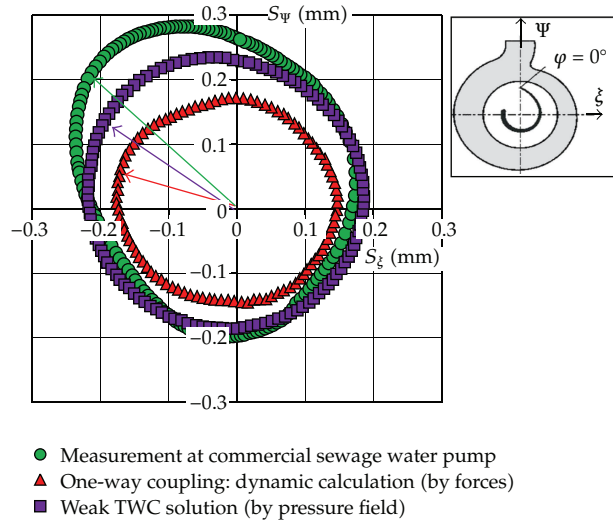 0.3
S_Ψ (mm)
0.2
0.1
−0.3 −0.2 −0.1 0 0 0.1 0.2 0.3
S_ξ (mm)
−0.1
−0.2
−0.3
Ψ
φ = 0°
ξ
Measurement at commercial sewage water pump
One-way coupling: dynamic calculation (by forces)
Weak TWC solution (by pressure field)